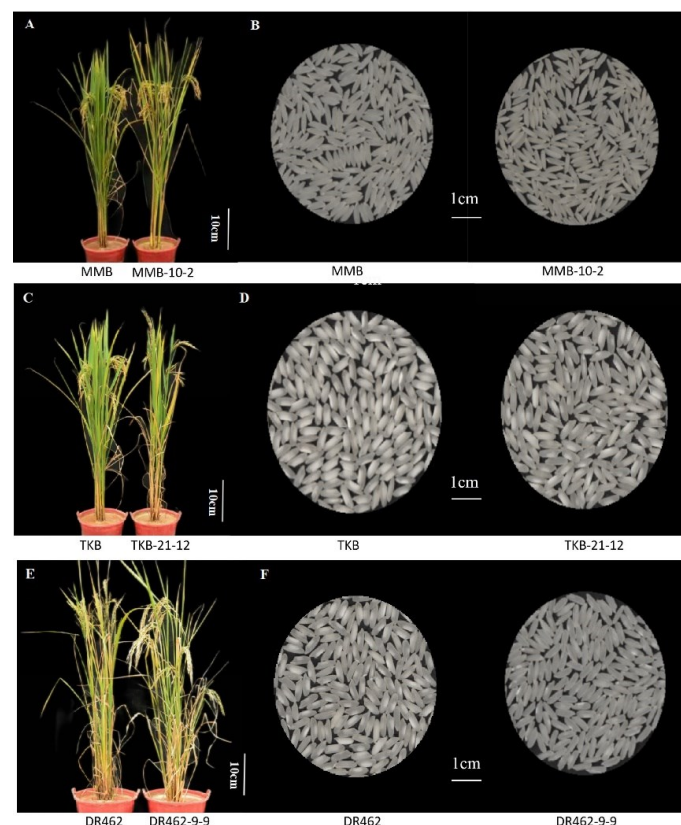 A
B
1cm
10cm
MMB MMB-10-2
MMB
MMB-10-2
C
D
1cm
10cm
TKB TKB-21-12
TKB
TKB-21-12
E
F
1cm
10cm
DR462 DR462-9-9
DR462
DR462-9-9